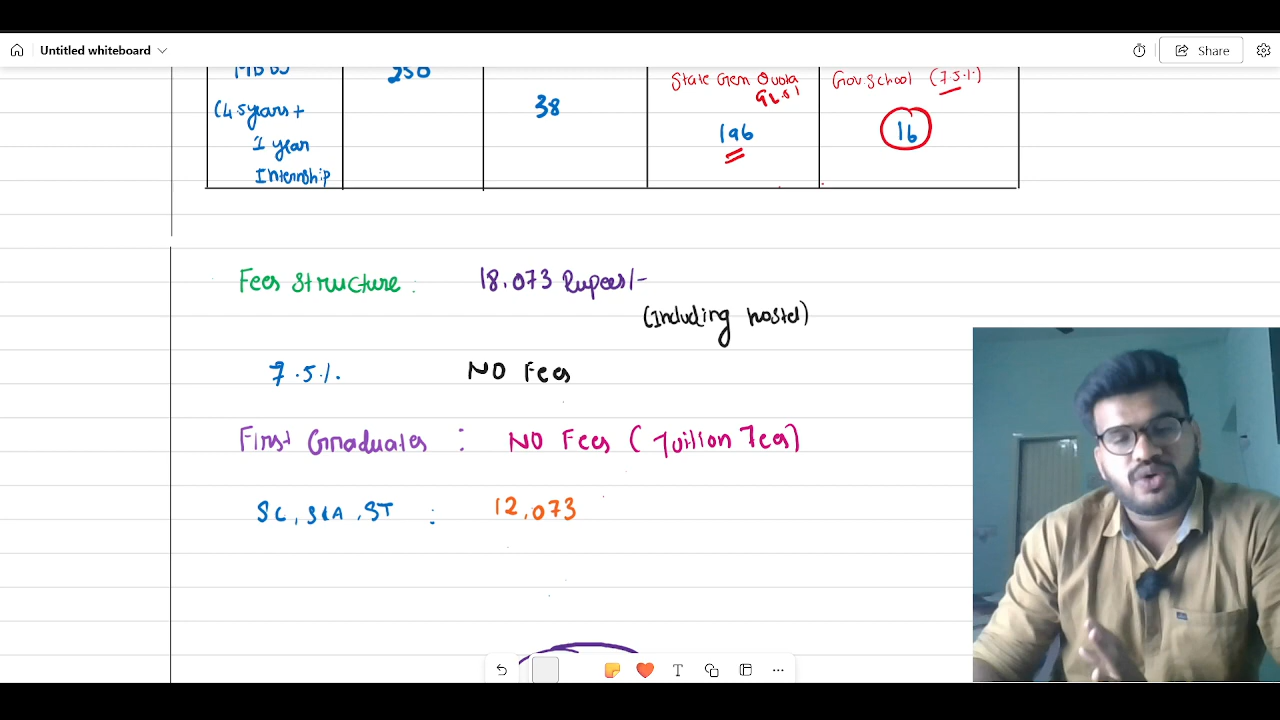 Untitled whiteboard
Share
MBBS 250 State Gen Quota Gov.School (7.5%)
(4.5years + 38
196 16
1 year
Internship
Fees Structure : 18.073 Rupees/-
(Including hostel)
7.5% NO Fees
First Graduates : NO Fees ( Tuition Fees)
SC, SCA, ST : 12,073
T